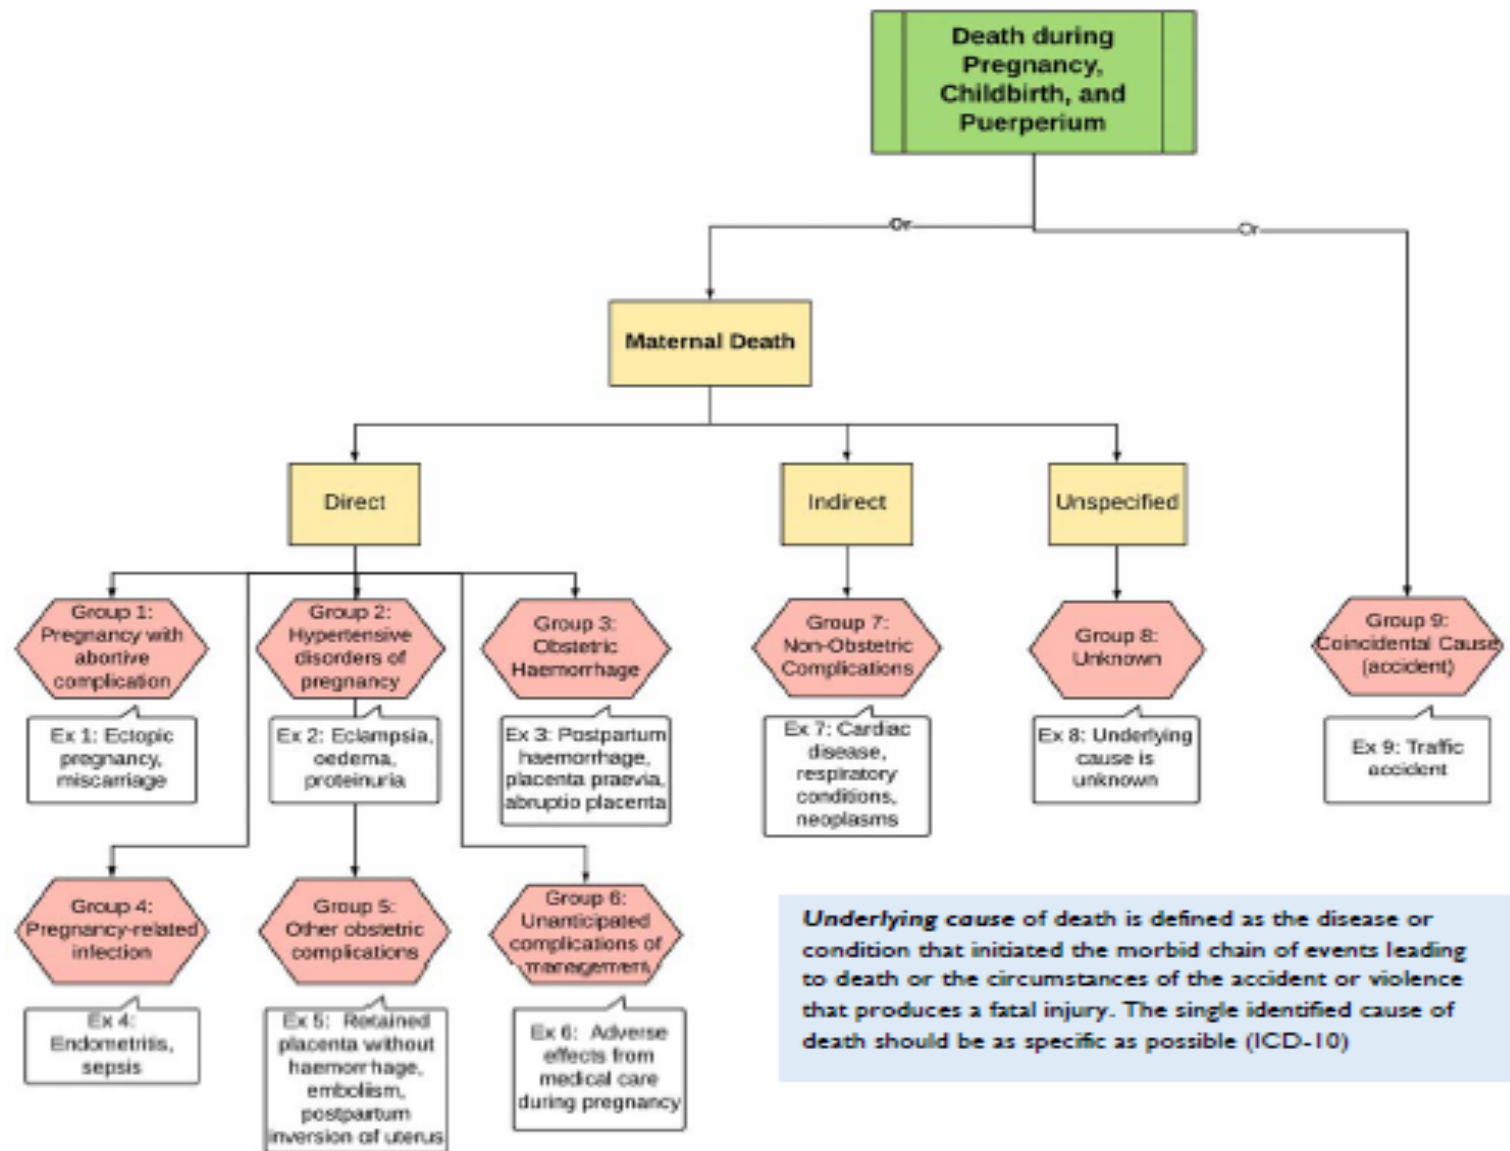 Death during
Pregnancy,
Childbirth, and
Puerperium
Or
Or
Maternal Death
Direct
Indirect
Unspecified
Group 1:
Pregnancy with
abortive
complication
Group 2:
Hypertensive
disorders of
pregnancy
Group 3:
Obstetric
Haemorrhage
Group 7:
Non-Obstetric
Complications
Group 8:
Unknown
Group 9:
Coincidental Cause
(accident)
Ex 1: Ectopic
pregnancy,
miscarriage
Ex 2: Eclampsia,
oedema,
proteinuria
Ex 3: Postpartum
haemorrhage,
placenta praevia,
abruptio placenta
Ex 7: Cardiac
disease,
respiratory
conditions,
neoplasms
Ex 8: Underlying
cause is
unknown
Ex 9: Traffic
accident
Group 4:
Pregnancy-related
infection
Group 5:
Other obstetric
complications
Group 6:
Unanticipated
complications of
management
Ex 4:
Endometritis,
sepsis
Ex 5: Retained
placenta without
haemorrhage,
embolism,
postpartum
inversion of uterus
Ex 6: Adverse
effects from
medical care
during pregnancy
Underlying cause of death is defined as the disease or
condition that initiated the morbid chain of events leading
to death or the circumstances of the accident or violence
that produces a fatal injury. The single identified cause of
death should be as specific as possible (ICD-10)